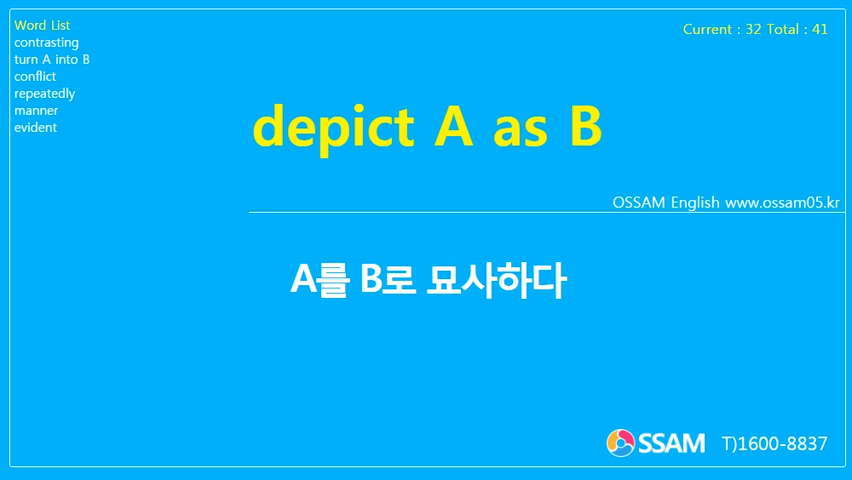 Word List
contrasting
turn A into B
conflict
repeatedly
manner
evident
Current : 32 Total : 41
depict A as B
OSSAM English www.ossam05.kr
A를 B로 묘사하다
OSSAM T)1600-8837